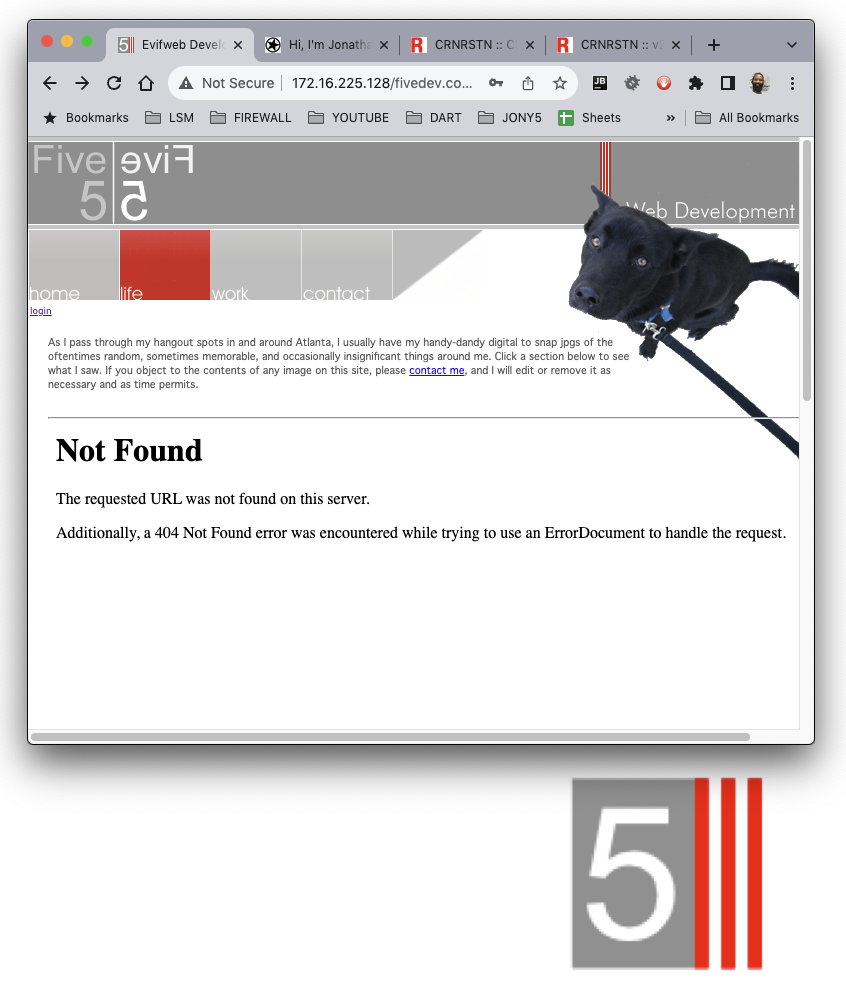 Evifweb Devel
Hi, I'm Jonatha
CRNRSTN :: C
CRNRSTN :: v
Not Secure
172.16.225.128/fivedev.co...
Bookmarks
LSM
FIREWALL
YOUTUBE
DART
JONY5
Sheets
»
All Bookmarks
Five Five
5 5
Web Development
home
life
work
contact
login
As I pass through my hangout spots in and around Atlanta, I usually have my handy-dandy digital to snap jpgs of the
oftentimes random, sometimes memorable, and occasionally insignificant things around me. Click a section below to see
what I saw. If you object to the contents of any image on this site, please contact me, and I will edit or remove it as
necessary and as time permits.
Not Found
The requested URL was not found on this server.
Additionally, a 404 Not Found error was encountered while trying to use an ErrorDocument to handle the request.
5